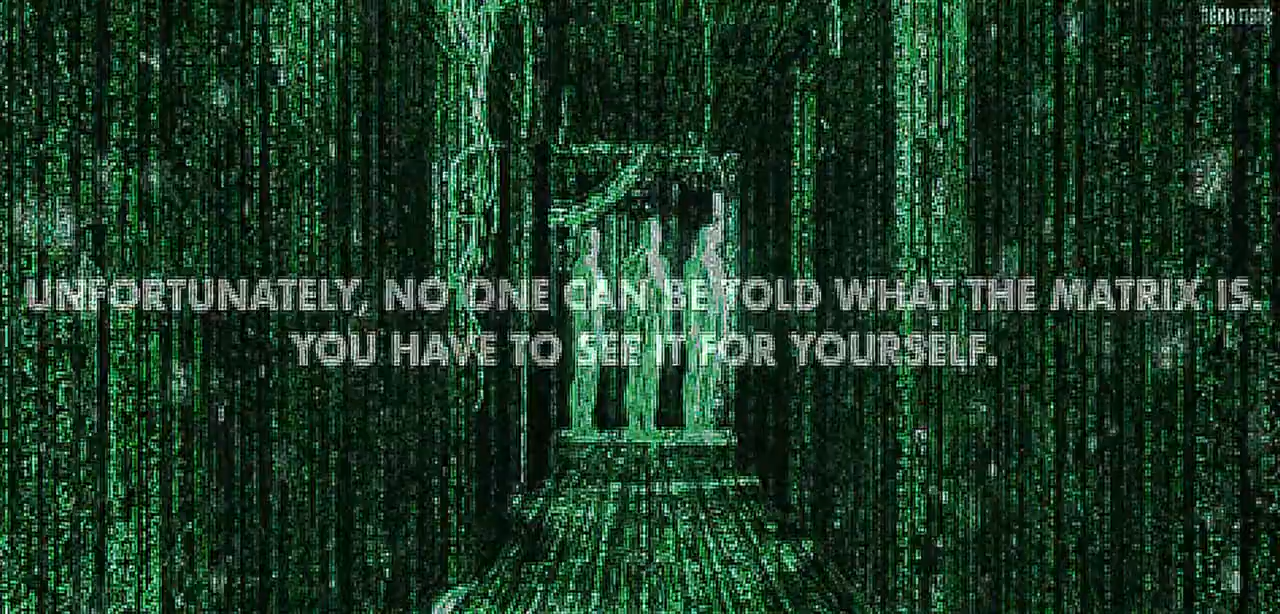 UNFORTUNATELY, NO ONE CAN BE TOLD WHAT THE MATRIX IS.
YOU HAVE TO SEE IT FOR YOURSELF.